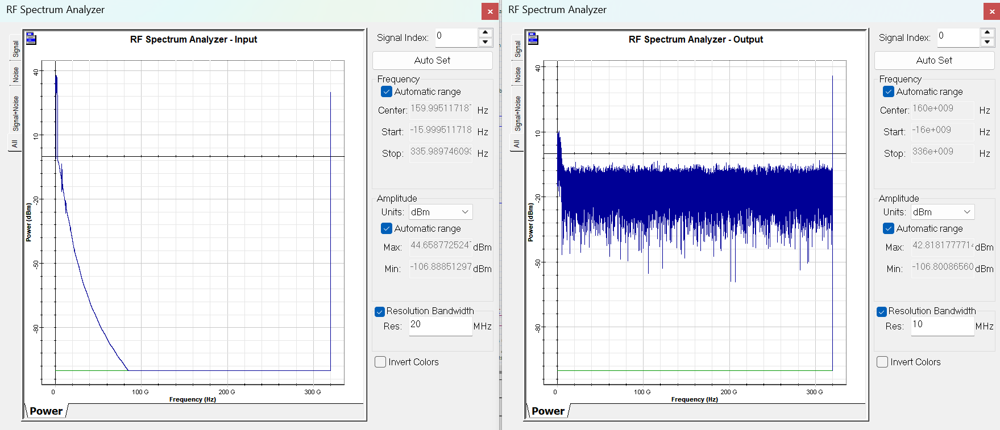 RF Spectrum Analyzer
x
RF Spectrum Analyzer - Input
Signal
Noise
Signal+Noise
All
40
10
-20
-50
-80
Power (dBm)
0
100 G
200 G
300 G
Frequency (Hz)
Power
Signal Index: 0
Auto Set
Frequency
Automatic range
Center: 159.995117187 Hz
Start: -15.999511718 Hz
Stop: 335.989746093 Hz
Amplitude
Units: dBm
Automatic range
Max: 44.6587725247 dBm
Min: -106.88851297 dBm
Resolution Bandwidth
Res: 20 MHz
Invert Colors
RF Spectrum Analyzer
x
RF Spectrum Analyzer - Output
Signal
Noise
Signal+Noise
All
40
10
-20
-50
-80
Power (dBm)
0
100 G
200 G
300 G
Frequency (Hz)
Power
Signal Index: 0
Auto Set
Frequency
Automatic range
Center: 160e+009 Hz
Start: -16e+009 Hz
Stop: 336e+009 Hz
Amplitude
Units: dBm
Automatic range
Max: 42.8181777714 dBm
Min: -106.80086560 dBm
Resolution Bandwidth
Res: 10 MHz
Invert Colors